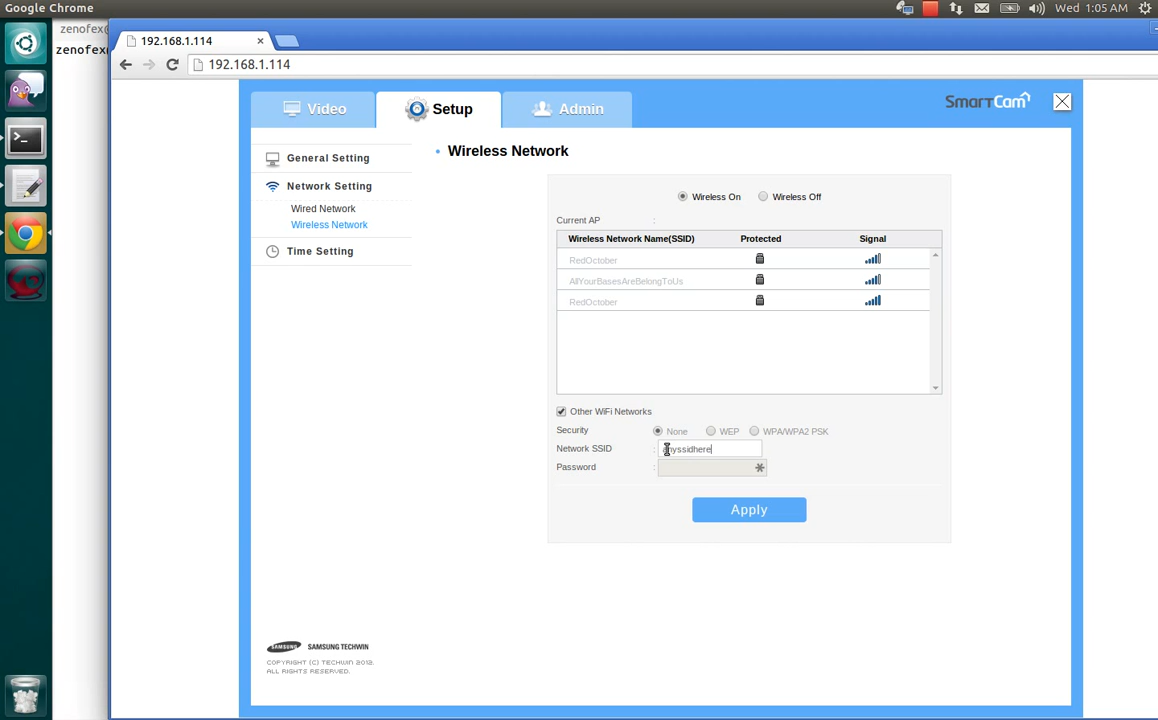 Google Chrome
Wed 1:05 AM
zenofex@
zenofex
192.168.1.114
192.168.1.114
Video
Setup
Admin
SmartCam
General Setting
Network Setting
Wired Network
Wireless Network
Time Setting
Wireless Network
Wireless On
Wireless Off
Current AP :
Wireless Network Name(SSID) Protected Signal
RedOctober
AllYourBasesAreBelongToUs
RedOctober
Other WiFi Networks
Security None WEP WPA/WPA2 PSK
Network SSID : anyssidhere
Password : *
Apply
SAMSUNG SAMSUNG TECHWIN
COPYRIGHT (C) TECHWIN 2012.
ALL RIGHTS RESERVED.